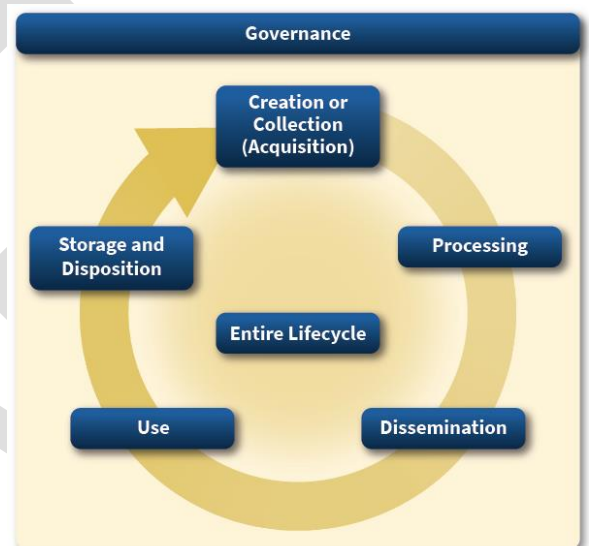 Governance
Creation or
Collection
(Acquisition)
Storage and
Disposition
Processing
Entire Lifecycle
Use
Dissemination